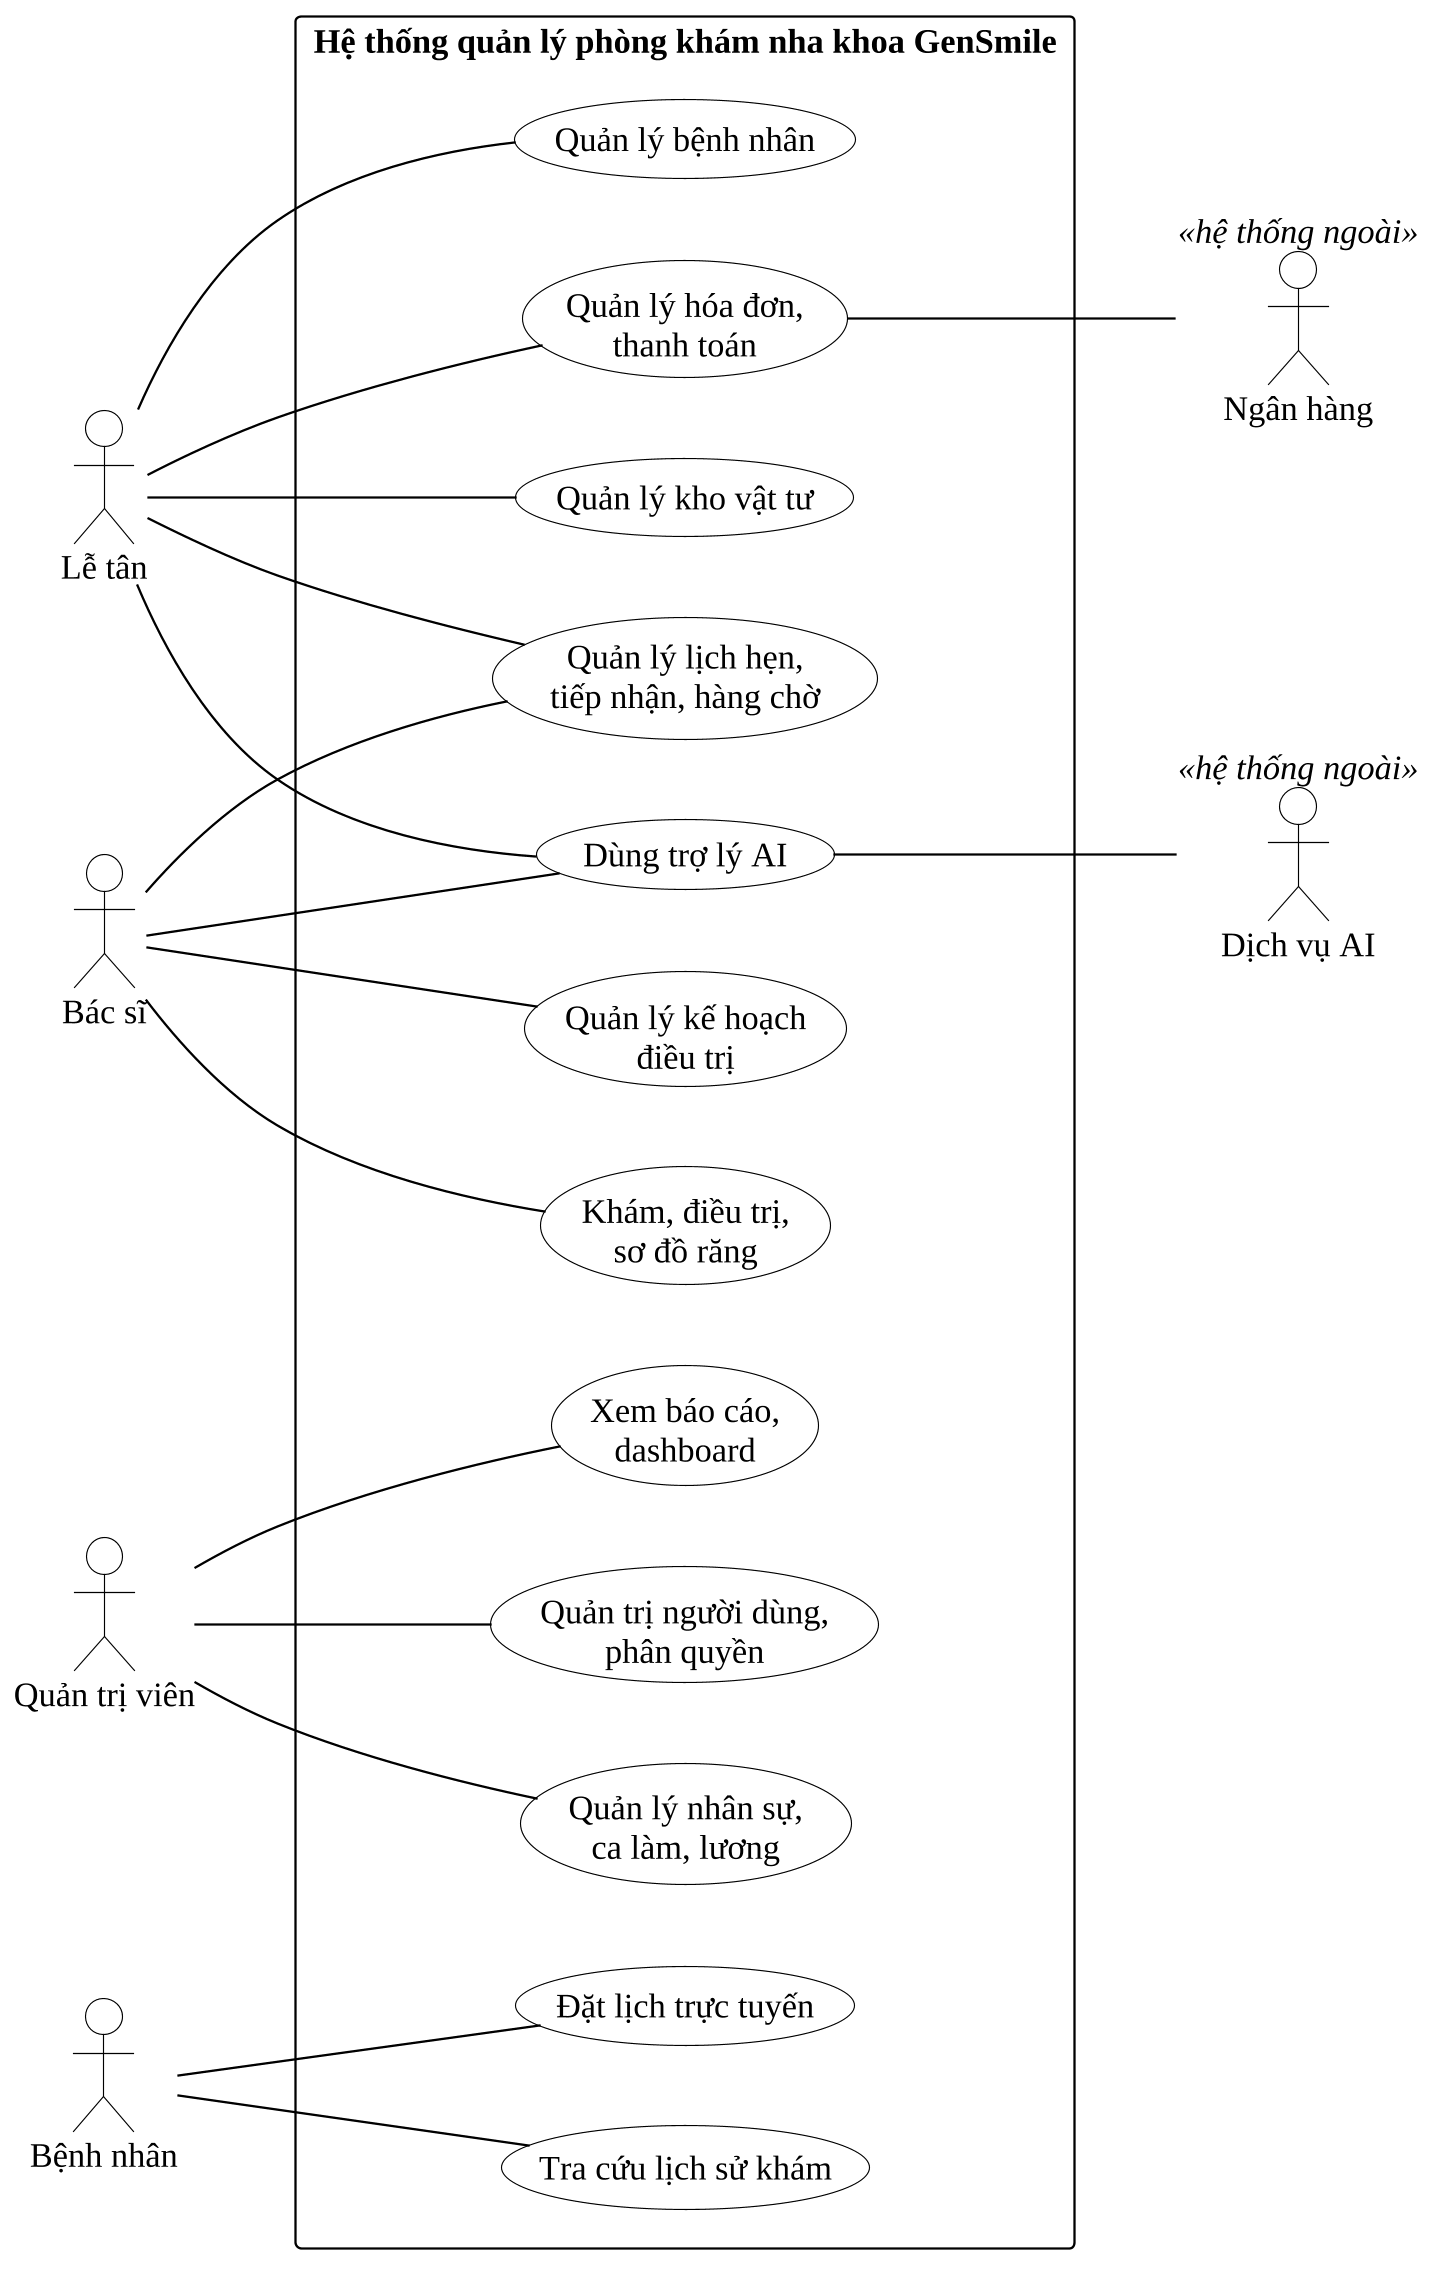 Hệ thống quản lý phòng khám nha khoa GenSmile
Quản lý bệnh nhân
«hệ thống ngoài»
Quản lý hóa đơn,
thanh toán
Ngân hàng
Quản lý kho vật tư
Lễ tân
Quản lý lịch hẹn,
tiếp nhận, hàng chờ
«hệ thống ngoài»
Dùng trợ lý AI
Dịch vụ AI
Bác sĩ
Quản lý kế hoạch
điều trị
Khám, điều trị,
sơ đồ răng
Xem báo cáo,
dashboard
Quản trị người dùng,
phân quyền
Quản trị viên
Quản lý nhân sự,
ca làm, lương
Đặt lịch trực tuyến
Bệnh nhân
Tra cứu lịch sử khám